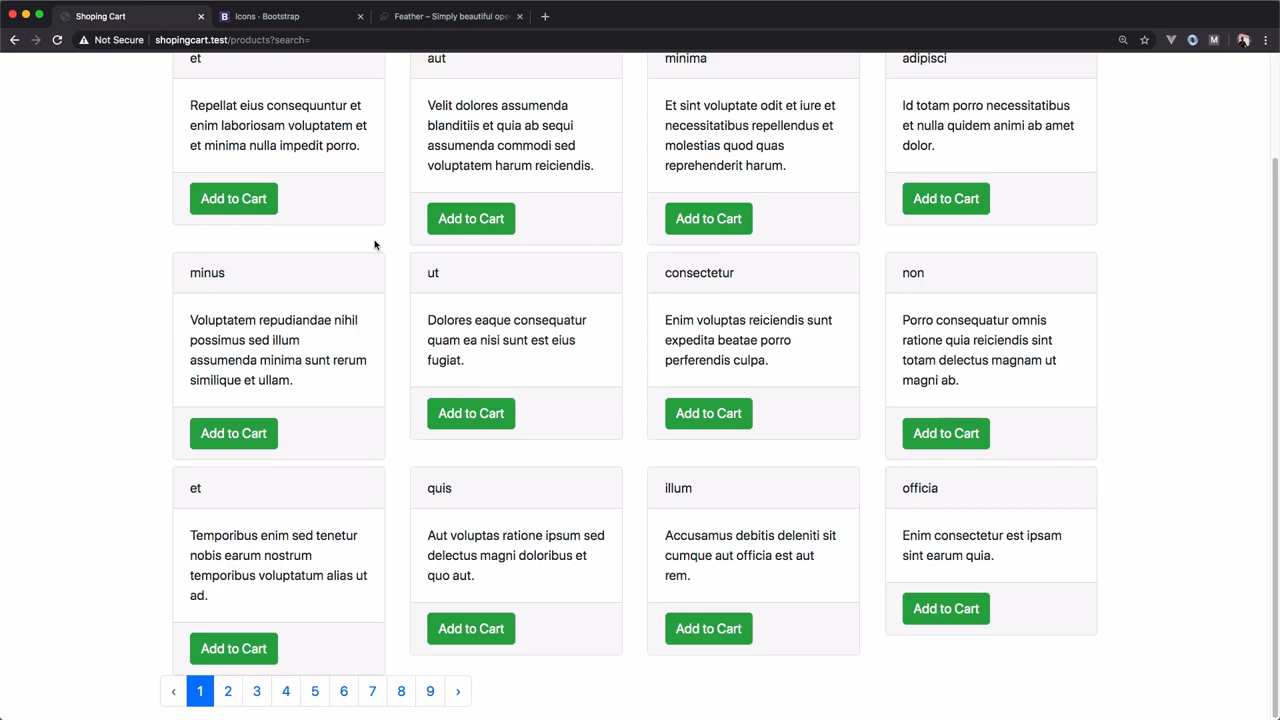 Shoping Cart
Icons · Bootstrap
Feather – Simply beautiful ope
Not Secure
shopingcart.test/products?search=
et
aut
minima
adipisci
Repellat eius consequuntur et
enim laboriosam voluptatem et
et minima nulla impedit porro.
Velit dolores assumenda
blanditiis et quia ab sequi
assumenda commodi sed
voluptatem harum reiciendis.
Et sint voluptate odit et iure et
necessitatibus repellendus et
molestias quod quas
reprehenderit harum.
Id totam porro necessitatibus
et nulla quidem animi ab amet
dolor.
Add to Cart
Add to Cart
Add to Cart
Add to Cart
minus
ut
consectetur
non
Voluptatem repudiandae nihil
possimus sed illum
assumenda minima sunt rerum
similique et ullam.
Dolores eaque consequatur
quam ea nisi sunt est eius
fugiat.
Enim voluptas reiciendis sunt
expedita beatae porro
perferendis culpa.
Porro consequatur omnis
ratione quia reiciendis sint
totam delectus magnam ut
magni ab.
Add to Cart
Add to Cart
Add to Cart
Add to Cart
et
quis
illum
officia
Temporibus enim sed tenetur
nobis earum nostrum
temporibus voluptatum alias ut
ad.
Aut voluptas ratione ipsum sed
delectus magni doloribus et
quo aut.
Accusamus debitis deleniti sit
cumque aut officia est aut
rem.
Enim consectetur est ipsam
sint earum quia.
Add to Cart
Add to Cart
Add to Cart
Add to Cart
‹ 1 2 3 4 5 6 7 8 9 ›